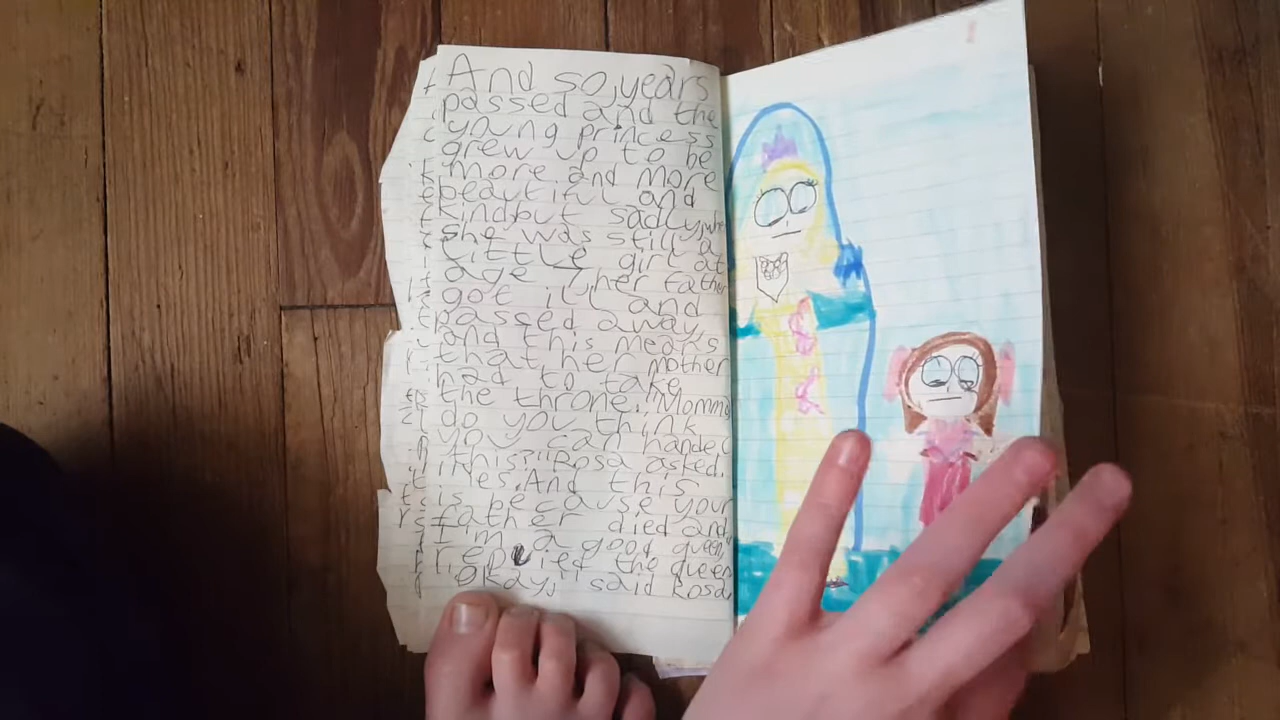 And so, years
passed and the
young princess
grew up to be
more and more
beautiful and
kind but sadly, when
she was still a
little girl at
age 7, her father
got ill and
passed away,
and this means
that her mother
had to take
the throne. "Mommy
do you think
you can handel
this?" Rosa asked.
"Yes. And this
is because your
father died and
I'm a good queen,"
replied the queen
"okay," said Rosa.